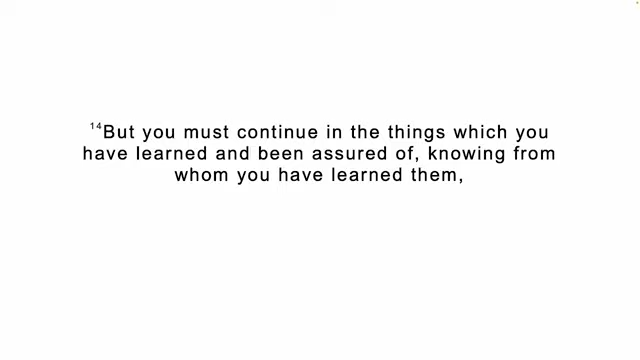 ¹⁴But you must continue in the things which you
have learned and been assured of, knowing from
whom you have learned them,